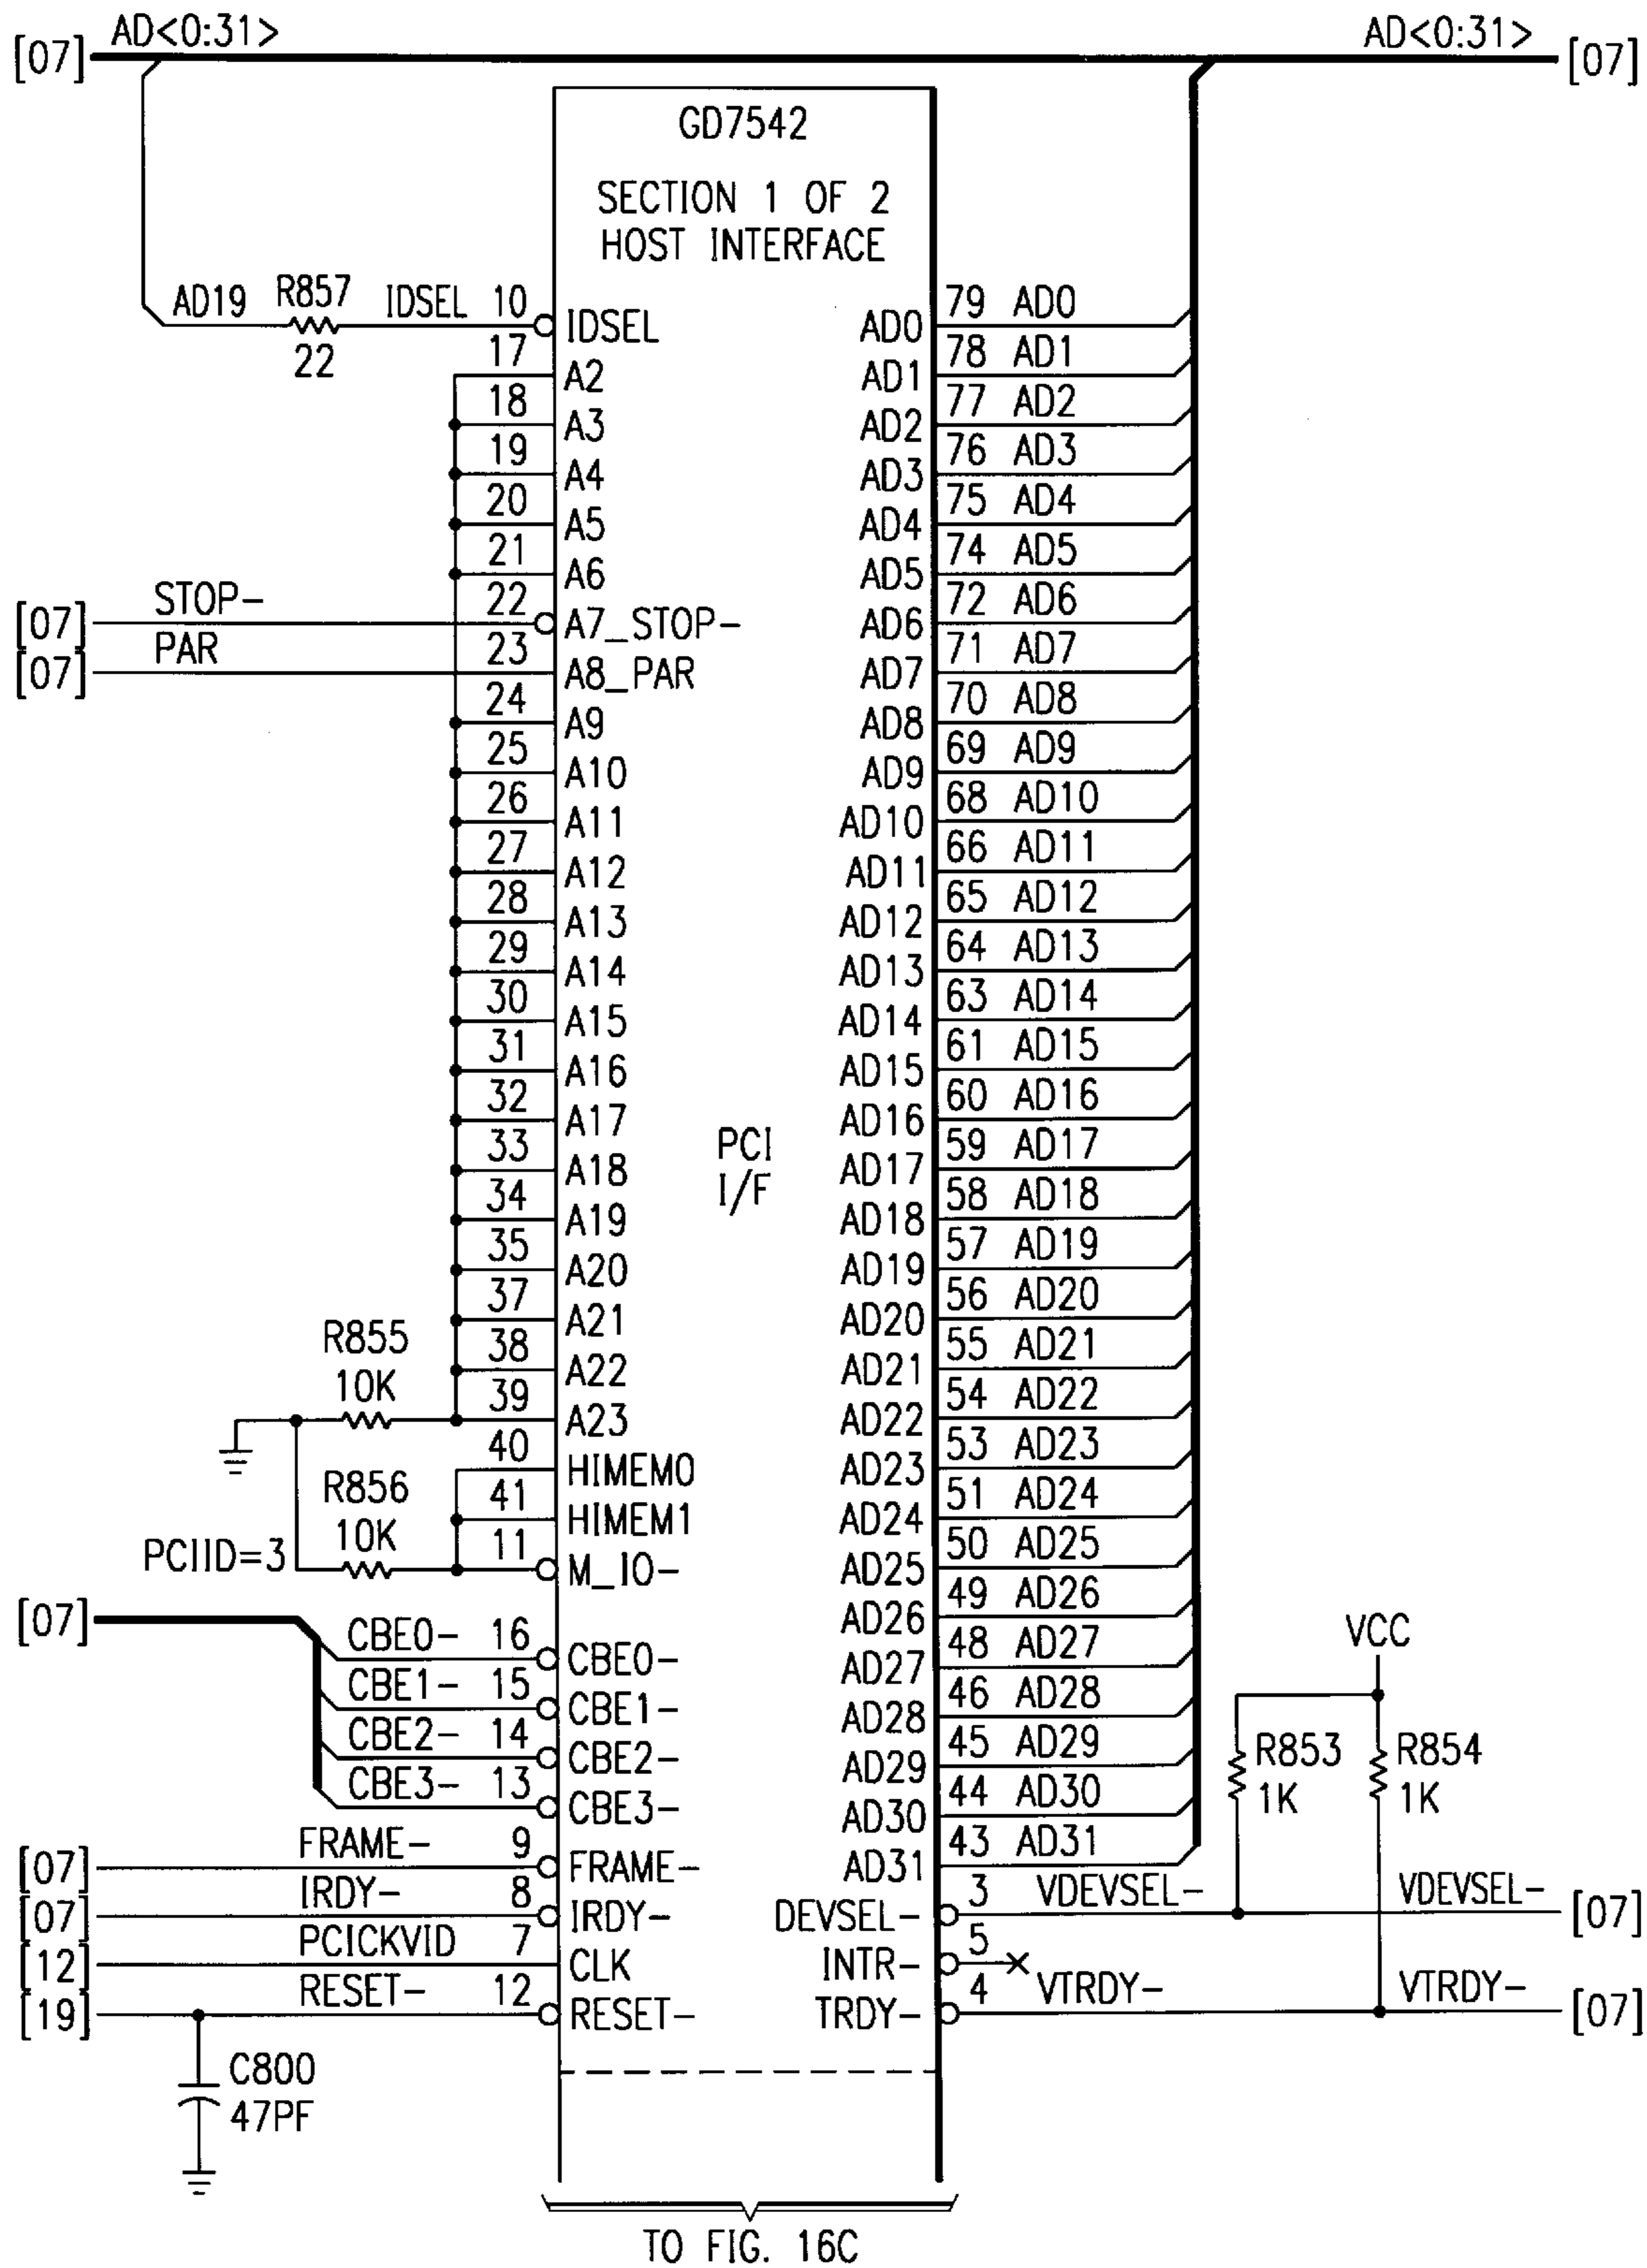 AD<0:31> AD<0:31>
[07] [07]
GD7542
SECTION 1 OF 2
HOST INTERFACE
AD19 R857 IDSEL 10 IDSEL AD0 79 AD0
22
17 A2 AD1 78 AD1
18 A3 AD2 77 AD2
19 A4 AD3 76 AD3
20 A5 AD4 75 AD4
21 A6 AD5 74 AD5
[07] STOP- 22 A7_STOP- AD6 72 AD6
[07] PAR 23 A8_PAR AD7 71 AD7
24 A9 AD8 70 AD8
25 A10 AD9 69 AD9
26 A11 AD10 68 AD10
27 A12 AD11 66 AD11
28 A13 AD12 65 AD12
29 A14 AD13 64 AD13
30 A15 AD14 63 AD14
31 A16 AD15 61 AD15
32 A17 AD16 60 AD16
PCI
33 A18 AD17 59 AD17
I/F
34 A19 AD18 58 AD18
35 A20 AD19 57 AD19
37 A21 AD20 56 AD20
R855
38 A22 AD21 55 AD21
10K
39 A23 AD22 54 AD22
40 HIMEM0 AD23 53 AD23
R856
41 HIMEM1 AD24 51 AD24
10K
PCIID=3 11 M_IO- AD25 50 AD25
[07] AD26 49 AD26
VCC
CBE0- 16 CBE0- AD27 48 AD27
CBE1- 15 CBE1- AD28 46 AD28
CBE2- 14 CBE2- AD29 45 AD29
R853 R854
1K 1K
CBE3- 13 CBE3- AD30 44 AD30
[07] FRAME- 9 FRAME- AD31 43 AD31
[07] IRDY- 8 IRDY- DEVSEL- 3 VDEVSEL- VDEVSEL- [07]
[12] PCICKVID 7 CLK INTR- 5
[19] RESET- 12 RESET- TRDY- 4 VTRDY- VTRDY- [07]
C800
47PF
TO FIG. 16C